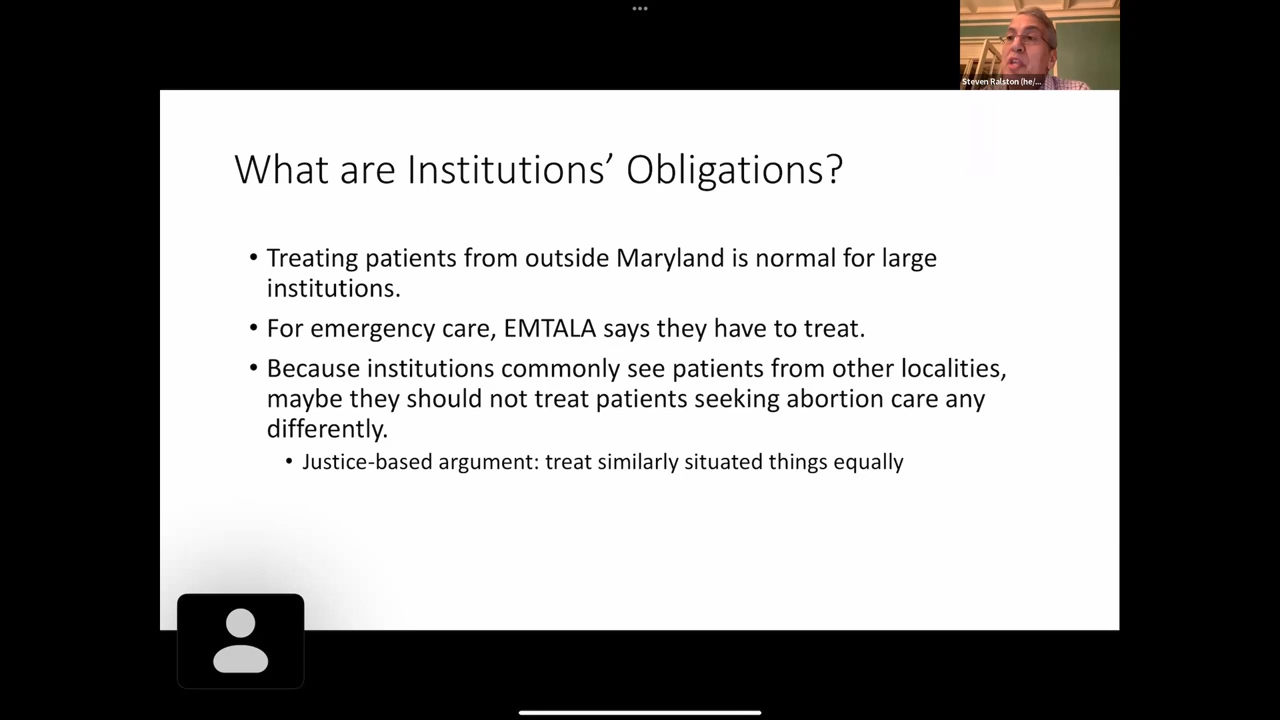 Steven Ralston (he/...
What are Institutions’ Obligations?
• Treating patients from outside Maryland is normal for large
institutions.
• For emergency care, EMTALA says they have to treat.
• Because institutions commonly see patients from other localities,
maybe they should not treat patients seeking abortion care any
differently.
• Justice-based argument: treat similarly situated things equally